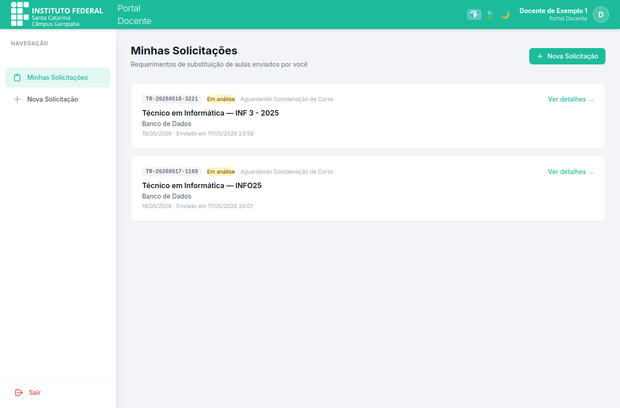 INSTITUTO FEDERAL
Santa Catarina
Câmpus Garopaba
Portal
Docente
Docente de Exemplo 1
Portal Docente
D
NAVEGAÇÃO
Minhas Solicitações
Nova Solicitação
Minhas Solicitações
Requerimentos de substituição de aulas enviados por você
+ Nova Solicitação
TR-20260518-3221 Em análise Aguardando Coordenação de Curso
Ver detalhes →
Técnico em Informática — INF 3 - 2025
Banco de Dados
19/05/2026 · Enviado em 17/05/2026 23:58
TR-20260517-1169 Em análise Aguardando Coordenação de Curso
Ver detalhes →
Técnico em Informática — INFO25
Banco de Dados
18/05/2026 · Enviado em 17/05/2026 20:01
Sair